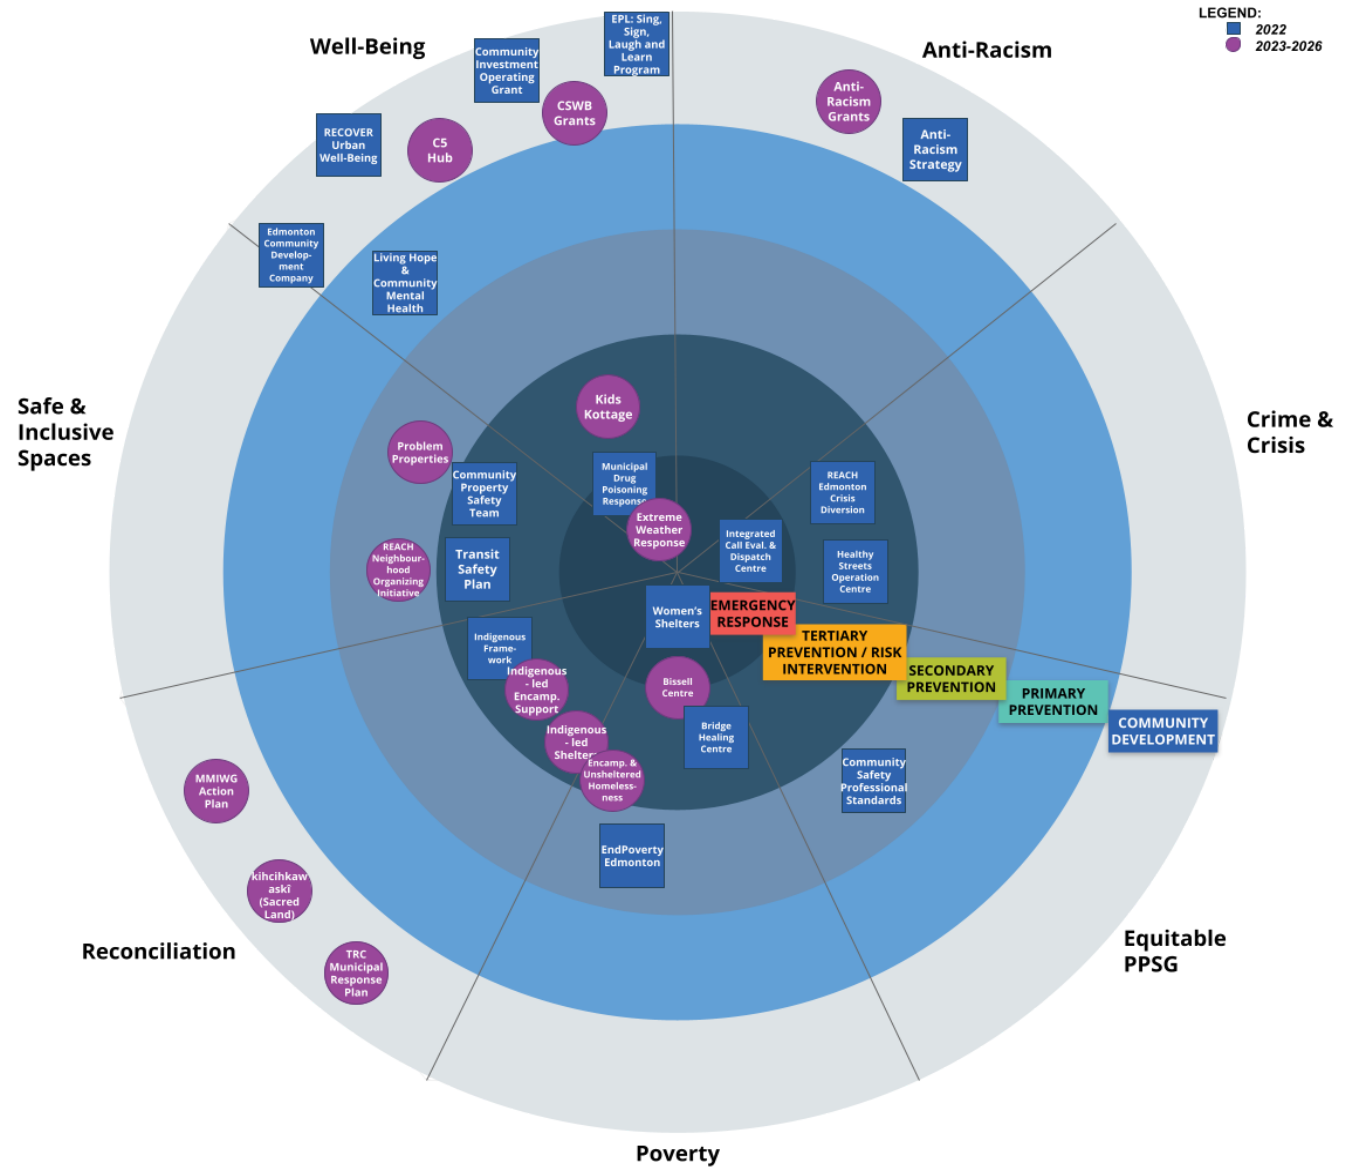 LEGEND:
2022
2023-2026
Well-Being
Anti-Racism
EPL: Sing,
Sign,
Laugh and
Learn
Program
Community
Investment
Operating
Grant
CSWB
Grants
RECOVER
Urban
Well-Being
C5
Hub
Anti-
Racism
Grants
Anti-
Racism
Strategy
Edmonton
Community
Develop-
ment
Company
Living Hope
&
Community
Mental
Health
Safe &
Inclusive
Spaces
Crime &
Crisis
Kids
Kottage
Problem
Properties
Community
Property
Safety
Team
Municipal
Drug
Poisoning
Response
Extreme
Weather
Response
REACH
Edmonton
Crisis
Diversion
Integrated
Call Eval. &
Dispatch
Centre
Healthy
Streets
Operation
Centre
REACH
Neighbour-
hood
Organizing
Initiative
Transit
Safety
Plan
Women's
Shelters
EMERGENCY
RESPONSE
TERTIARY
PREVENTION / RISK
INTERVENTION
SECONDARY
PREVENTION
PRIMARY
PREVENTION
COMMUNITY
DEVELOPMENT
Indigenous
Frame-
work
Indigenous
- led
Encamp.
Support
Indigenous
- led
Shelters
Encamp. &
Unsheltered
Homeless-
ness
Bissell
Centre
Bridge
Healing
Centre
Community
Safety
Professional
Standards
EndPoverty
Edmonton
MMIWG
Action
Plan
kihcihkaw
askî
(Sacred
Land)
TRC
Municipal
Response
Plan
Reconciliation
Equitable
PPSG
Poverty